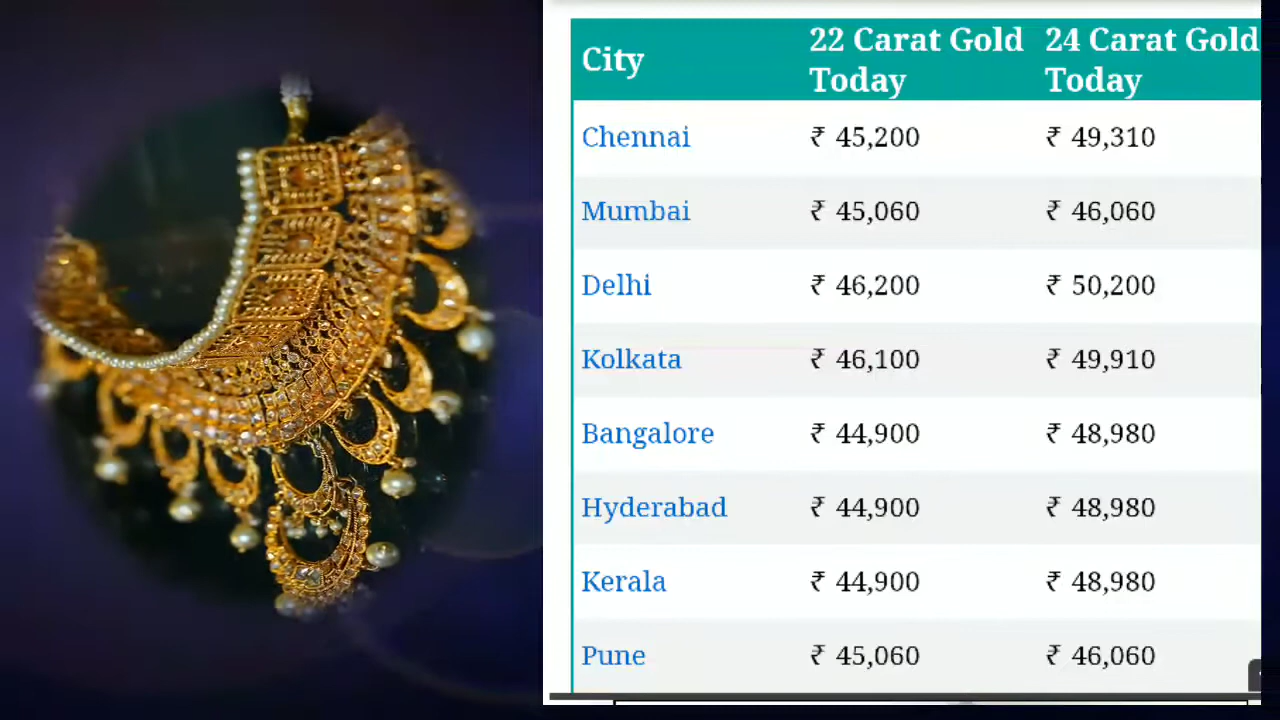 City 22 Carat Gold Today 24 Carat Gold Today
Chennai ₹ 45,200 ₹ 49,310
Mumbai ₹ 45,060 ₹ 46,060
Delhi ₹ 46,200 ₹ 50,200
Kolkata ₹ 46,100 ₹ 49,910
Bangalore ₹ 44,900 ₹ 48,980
Hyderabad ₹ 44,900 ₹ 48,980
Kerala ₹ 44,900 ₹ 48,980
Pune ₹ 45,060 ₹ 46,060